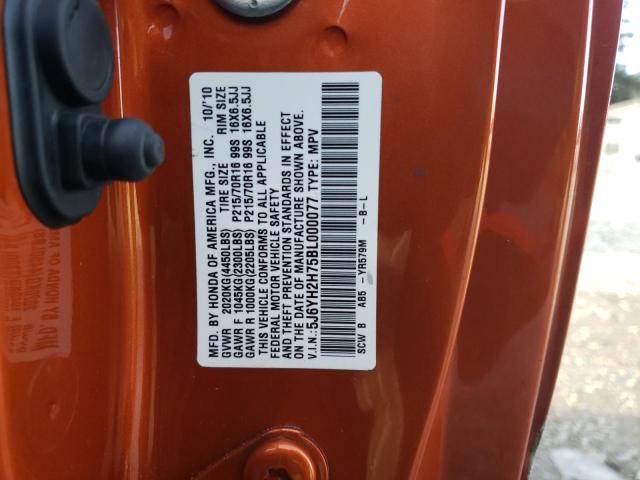 MFD. BY HONDA OF AMERICA MFG., INC. 10/'10
GVWR 2020KG(4450LBS) TIRE SIZE RIM SIZE
GAWR F 1045KG(2300LBS) P215/70R16 99S 16X6.5JJ
GAWR R 1000KG(2205LBS) P215/70R16 99S 16X6.5JJ
THIS VEHICLE CONFORMS TO ALL APPLICABLE
FEDERAL MOTOR VEHICLE SAFETY
AND THEFT PREVENTION STANDARDS IN EFFECT
ON THE DATE OF MANUFACTURE SHOWN ABOVE.
V.I.N.: 5J6YH2H75BL000077 TYPE: MPV
SCW B A85 - YR579M - B - L